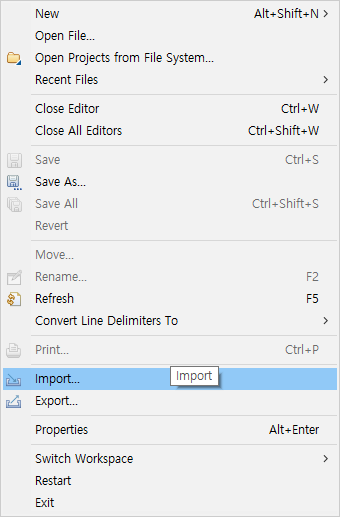 New Alt+Shift+N
Open File...
Open Projects from File System...
Recent Files
Close Editor Ctrl+W
Close All Editors Ctrl+Shift+W
Save Ctrl+S
Save As...
Save All Ctrl+Shift+S
Revert
Move...
Rename... F2
Refresh F5
Convert Line Delimiters To
Print... Ctrl+P
Import... Import
Export...
Properties Alt+Enter
Switch Workspace
Restart
Exit